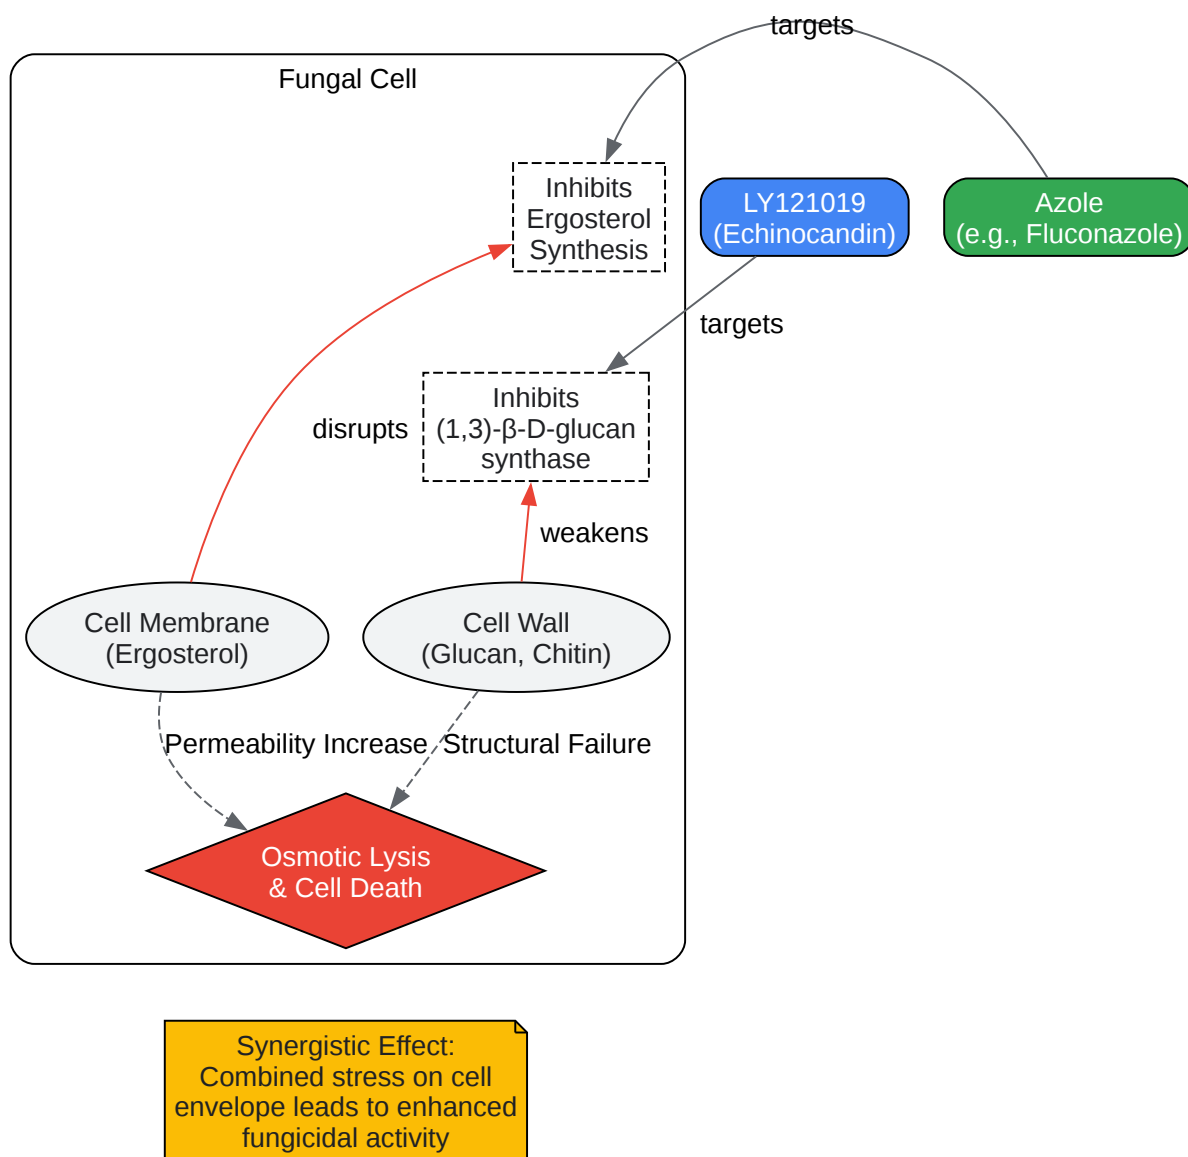 targets
Fungal Cell
Inhibits
Ergosterol
Synthesis
LY121019
(Echinocandin)
Azole
(e.g., Fluconazole)
targets
Inhibits
(1,3)-β-D-glucan
synthase
disrupts
weakens
Cell Membrane
(Ergosterol)
Cell Wall
(Glucan, Chitin)
Permeability Increase
Structural Failure
Osmotic Lysis
& Cell Death
Synergistic Effect:
Combined stress on cell
envelope leads to enhanced
fungicidal activity